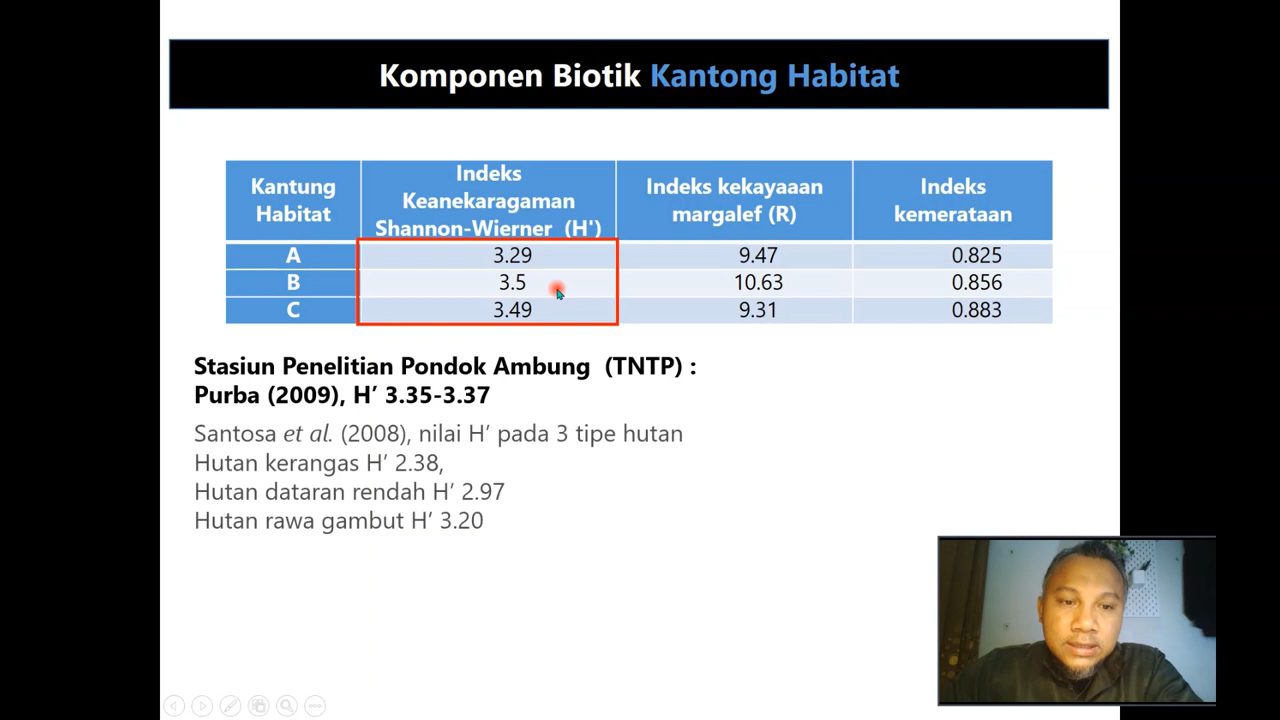 Komponen Biotik Kantong Habitat
Kantung Habitat
Indeks Keanekaragaman Shannon-Wierner (H')
Indeks kekayaaan margalef (R)
Indeks kemerataan
A 3.29 9.47 0.825
B 3.5 10.63 0.856
C 3.49 9.31 0.883
Stasiun Penelitian Pondok Ambung (TNTP) :
Purba (2009), H’ 3.35-3.37
Santosa et al. (2008), nilai H’ pada 3 tipe hutan
Hutan kerangas H’ 2.38,
Hutan dataran rendah H’ 2.97
Hutan rawa gambut H’ 3.20